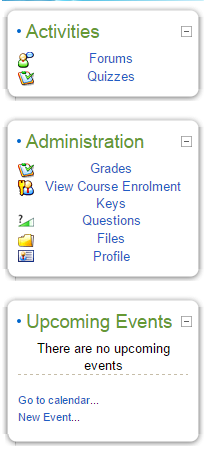 Activities
Forums
Quizzes
Administration
Grades
View Course Enrolment
Keys
Questions
Files
Profile
Upcoming Events
There are no upcoming
events
Go to calendar...
New Event...